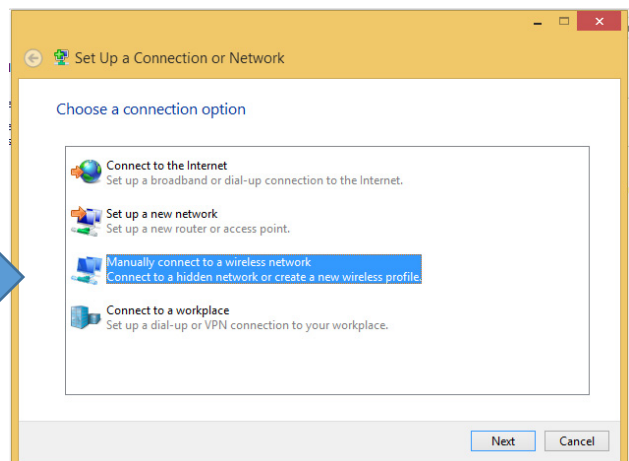 Set Up a Connection or Network
Choose a connection option
Connect to the Internet
Set up a broadband or dial-up connection to the Internet.
Set up a new network
Set up a new router or access point.
Manually connect to a wireless network
Connect to a hidden network or create a new wireless profile.
Connect to a workplace
Set up a dial-up or VPN connection to your workplace.
Next
Cancel